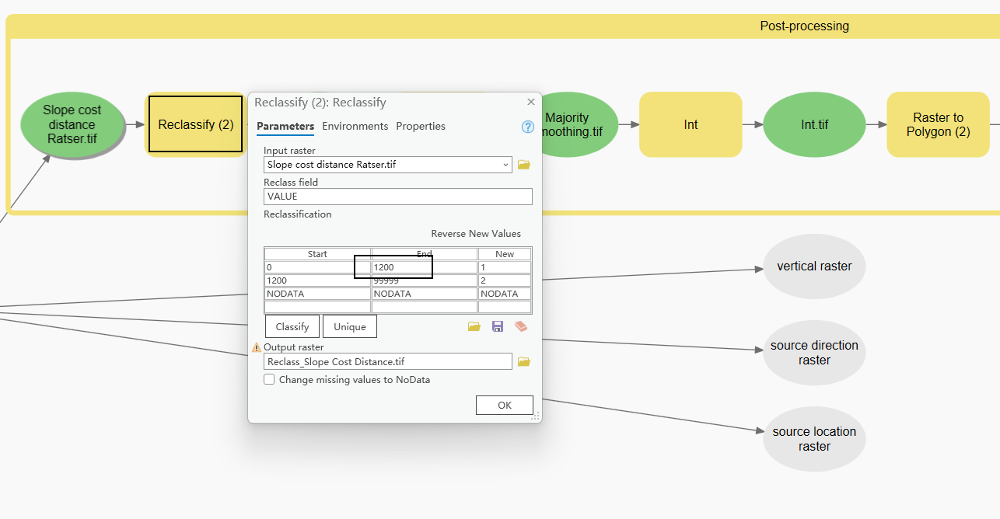 Post-processing
Slope cost
distance
Ratser.tif
Reclassify (2)
Reclassify (2): Reclassify
Parameters Environments Properties
Input raster
Slope cost distance Ratser.tif
Reclass field
VALUE
Reclassification
Reverse New Values
Start End New
0 1200 1
1200 99999 2
NODATA NODATA NODATA
Classify Unique
Output raster
Reclass_Slope Cost Distance.tif
Change missing values to NoData
OK
Majority
moothing.tif
Int
Int.tif
Raster to
Polygon (2)
vertical raster
source direction
raster
source location
raster